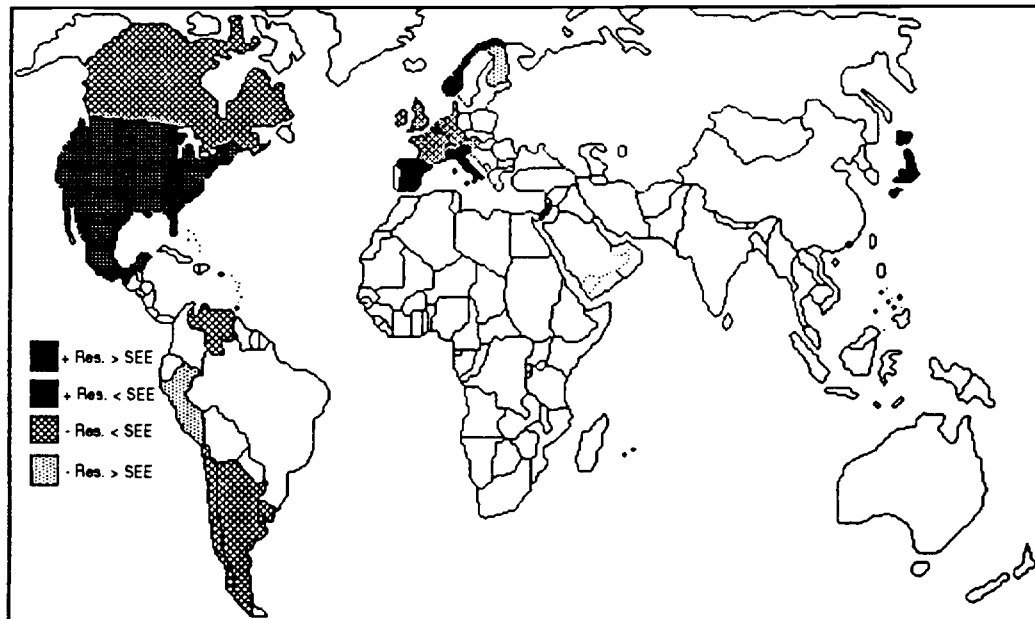 + Res. > SEE
+ Res. < SEE
- Res. < SEE
- Res. > SEE